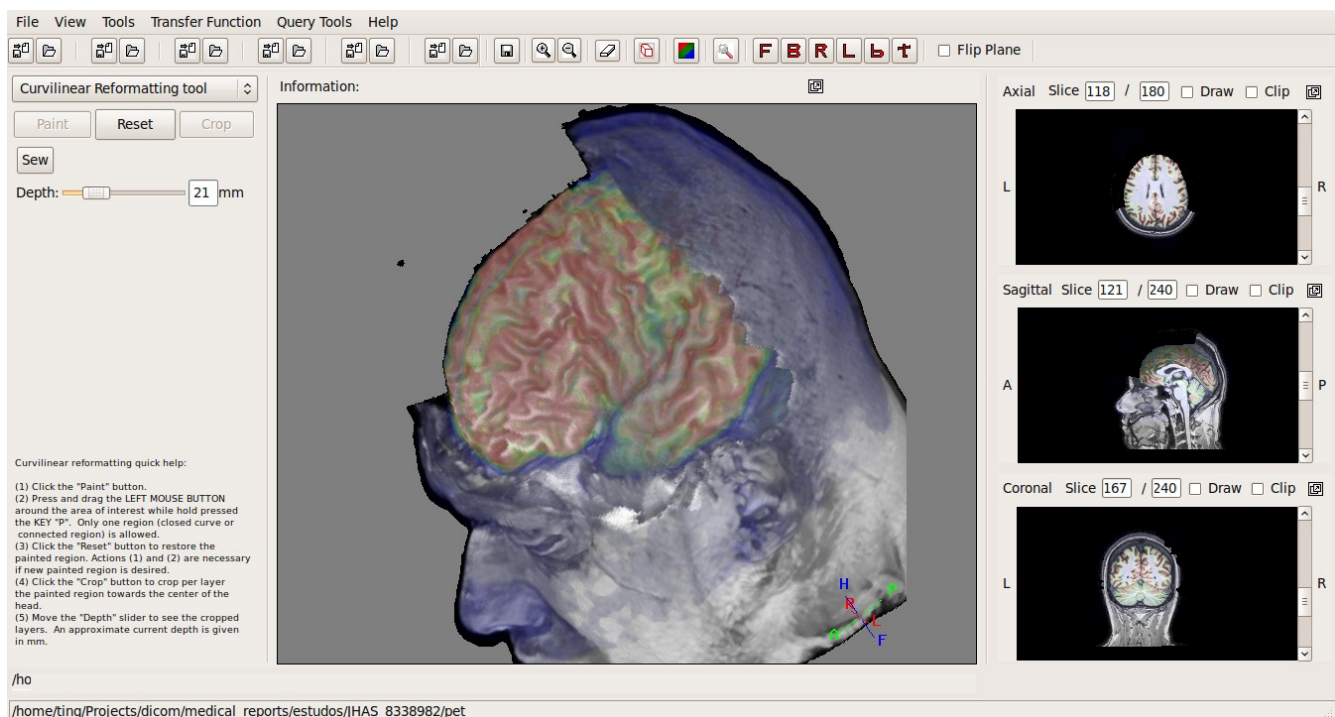 File View Tools Transfer Function Query Tools Help
F B R L b t Flip Plane
Curvilinear Reformatting tool
Paint Reset Crop
Sew
Depth: 21 mm
Curvilinear reformatting quick help:
(1) Click the "Paint" button.
(2) Press and drag the LEFT MOUSE BUTTON
around the area of interest while hold pressed
the KEY "P". Only one region (closed curve or
connected region) is allowed.
(3) Click the "Reset" button to restore the
painted region. Actions (1) and (2) are necessary
if new painted region is desired.
(4) Click the "Crop" button to crop per layer
the painted region towards the center of the
head.
(5) Move the "Depth" slider to see the cropped
layers. An approximate current depth is given
in mm.
Information:
H
P
R
L
A
F
Axial Slice 118 / 180 Draw Clip
L R
Sagittal Slice 121 / 240 Draw Clip
A P
Coronal Slice 167 / 240 Draw Clip
L R
/ho
/home/ting/Projects/dicom/medical_reports/estudos/JHAS_8338982/pet